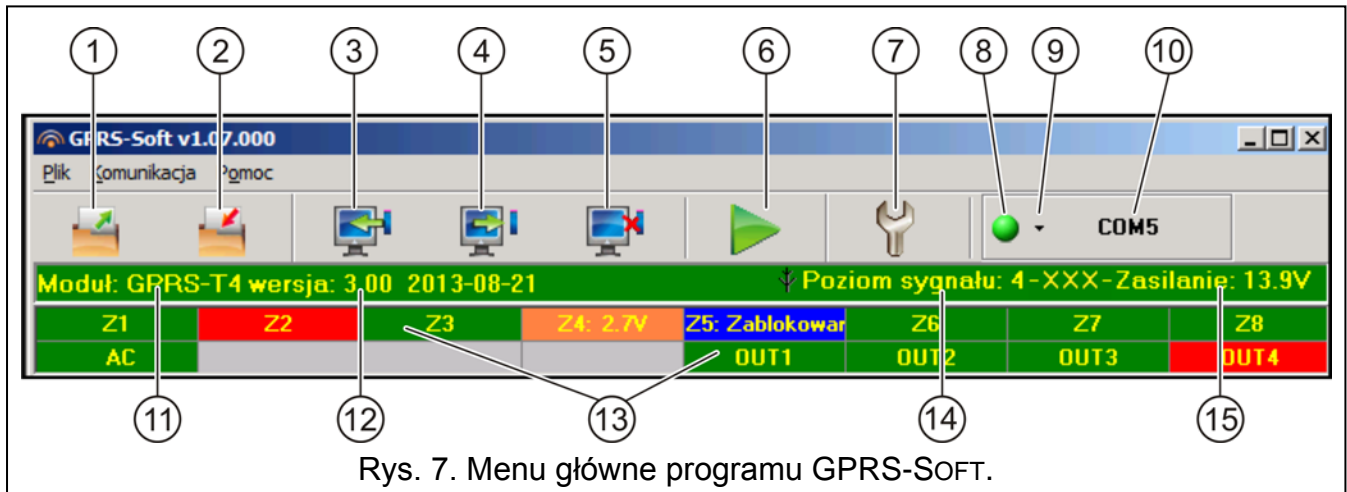 1 2 3 4 5 6 7 8 9 10
GPRS-Soft v1.07.000
Plik Komunikacja Pomoc
COM5
Moduł: GPRS-T4 wersja: 3.00 2013-08-21 Poziom sygnału: 4-XXX-Zasilanie: 13.9V
Z1 Z2 Z3 Z4: 2.7V Z5: Zablokowar Z6 Z7 Z8
AC OUT1 OUT2 OUT3 OUT4
11 12 13 14 15
Rys. 7. Menu główne programu GPRS-SOFT.